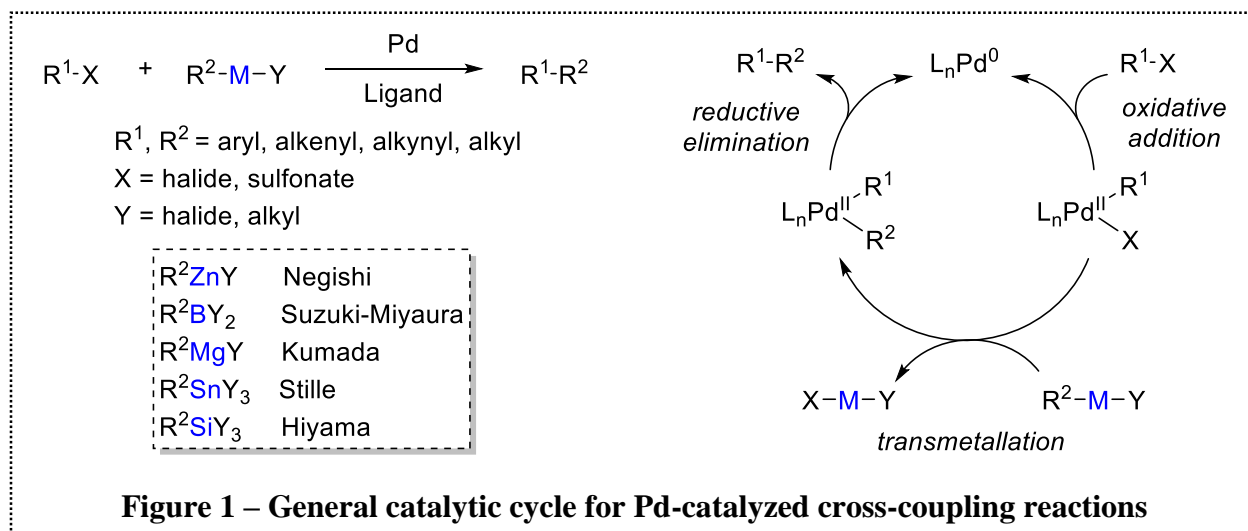 R¹-X + R²-M-Y Pd Ligand R¹-R²
R¹, R² = aryl, alkenyl, alkynyl, alkyl
X = halide, sulfonate
Y = halide, alkyl
R²ZnY Negishi
R²BY₂ Suzuki-Miyaura
R²MgY Kumada
R²SnY₃ Stille
R²SiY₃ Hiyama
R¹-R² LₙPd⁰ R¹-X
reductive elimination
oxidative addition
LₙPdᴵᴵ R¹ R²
LₙPdᴵᴵ R¹ X
X-M-Y R²-M-Y
transmetallation
Figure 1 – General catalytic cycle for Pd-catalyzed cross-coupling reactions